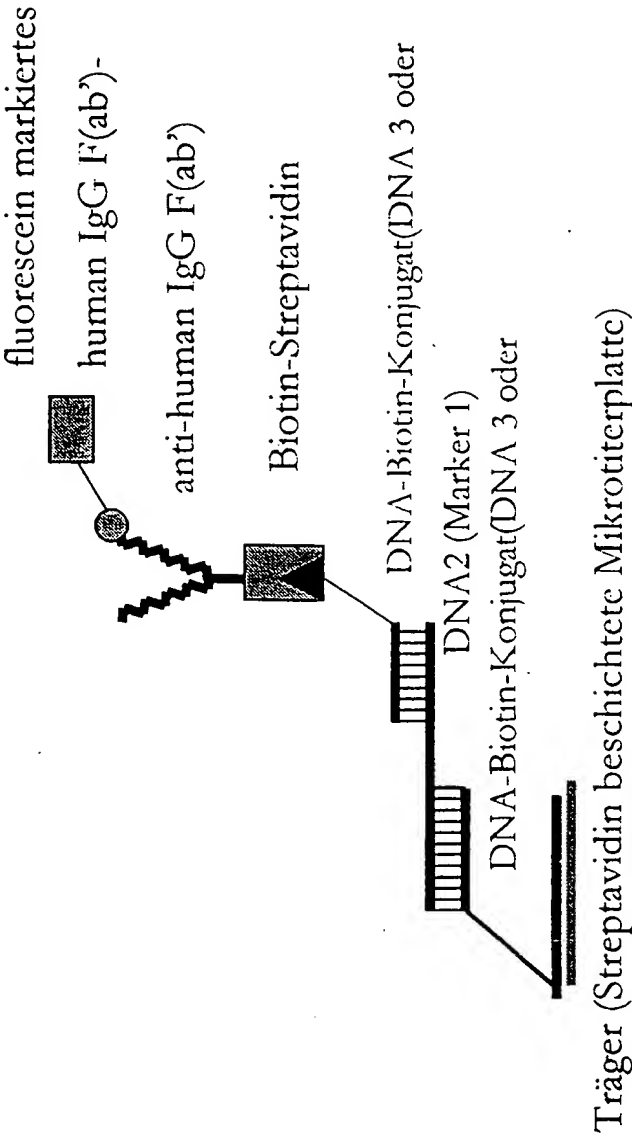 fluorescein markiertes
human IgG F(ab')-
anti-human IgG F(ab')
Biotin-Streptavidin
DNA-Biotin-Konjugat(DNA 3 oder
DNA2 (Marker 1)
DNA-Biotin-Konjugat(DNA 3 oder
Träger (Streptavidin beschichtete Mikrotiterplatte)